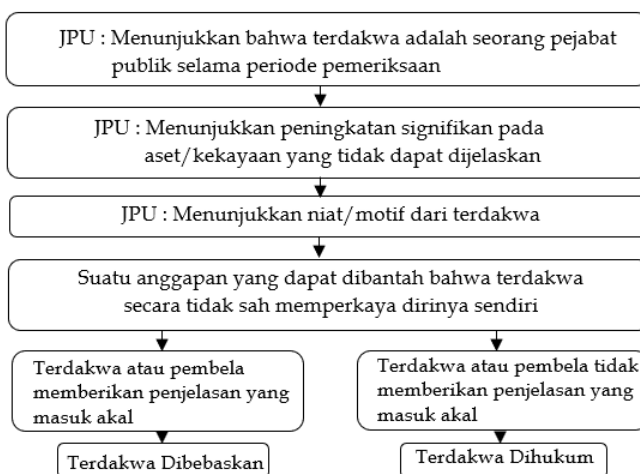 JPU : Menunjukkan bahwa terdakwa adalah seorang pejabat
publik selama periode pemeriksaan
JPU : Menunjukkan peningkatan signifikan pada
aset/kekayaan yang tidak dapat dijelaskan
JPU : Menunjukkan niat/motif dari terdakwa
Suatu anggapan yang dapat dibantah bahwa terdakwa
secara tidak sah memperkaya dirinya sendiri
Terdakwa atau pembela
memberikan penjelasan yang
masuk akal
Terdakwa atau pembela tidak
memberikan penjelasan yang
masuk akal
Terdakwa Dibebaskan
Terdakwa Dihukum